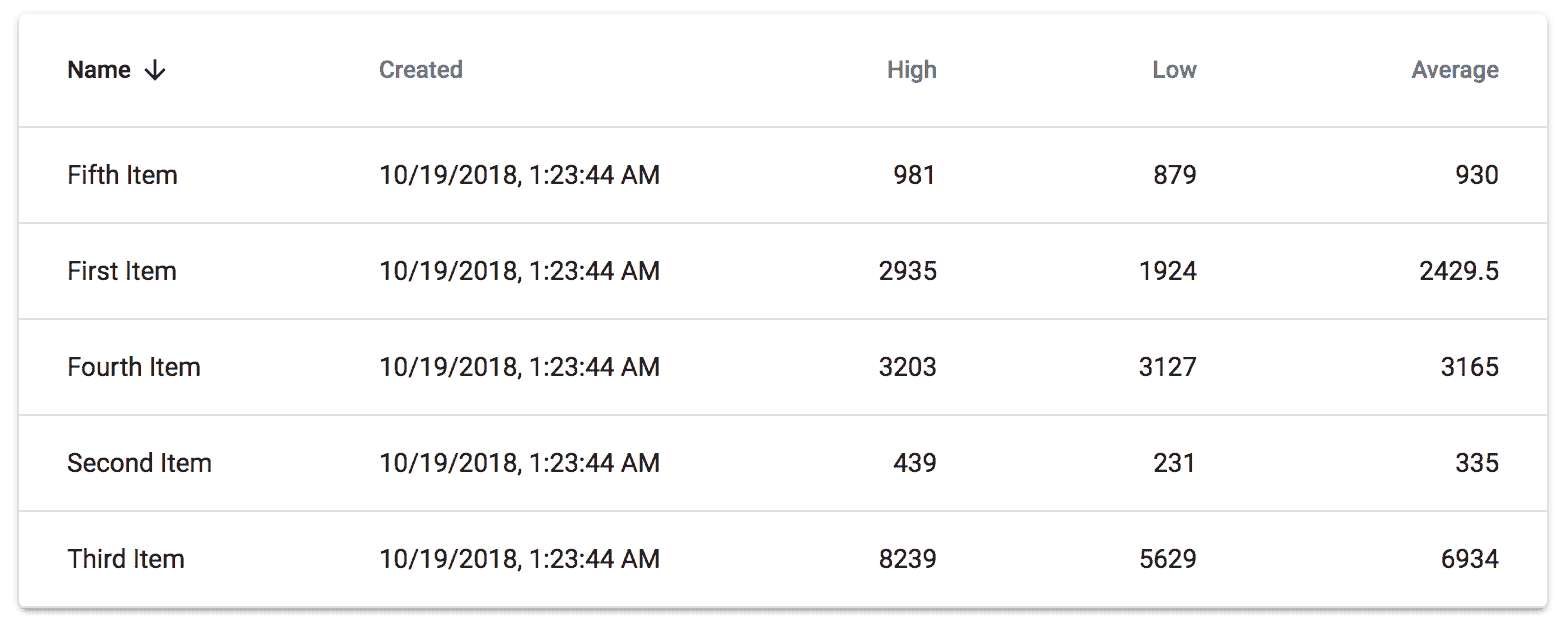 Name ↓ Created High Low Average
Fifth Item 10/19/2018, 1:23:44 AM 981 879 930
First Item 10/19/2018, 1:23:44 AM 2935 1924 2429.5
Fourth Item 10/19/2018, 1:23:44 AM 3203 3127 3165
Second Item 10/19/2018, 1:23:44 AM 439 231 335
Third Item 10/19/2018, 1:23:44 AM 8239 5629 6934